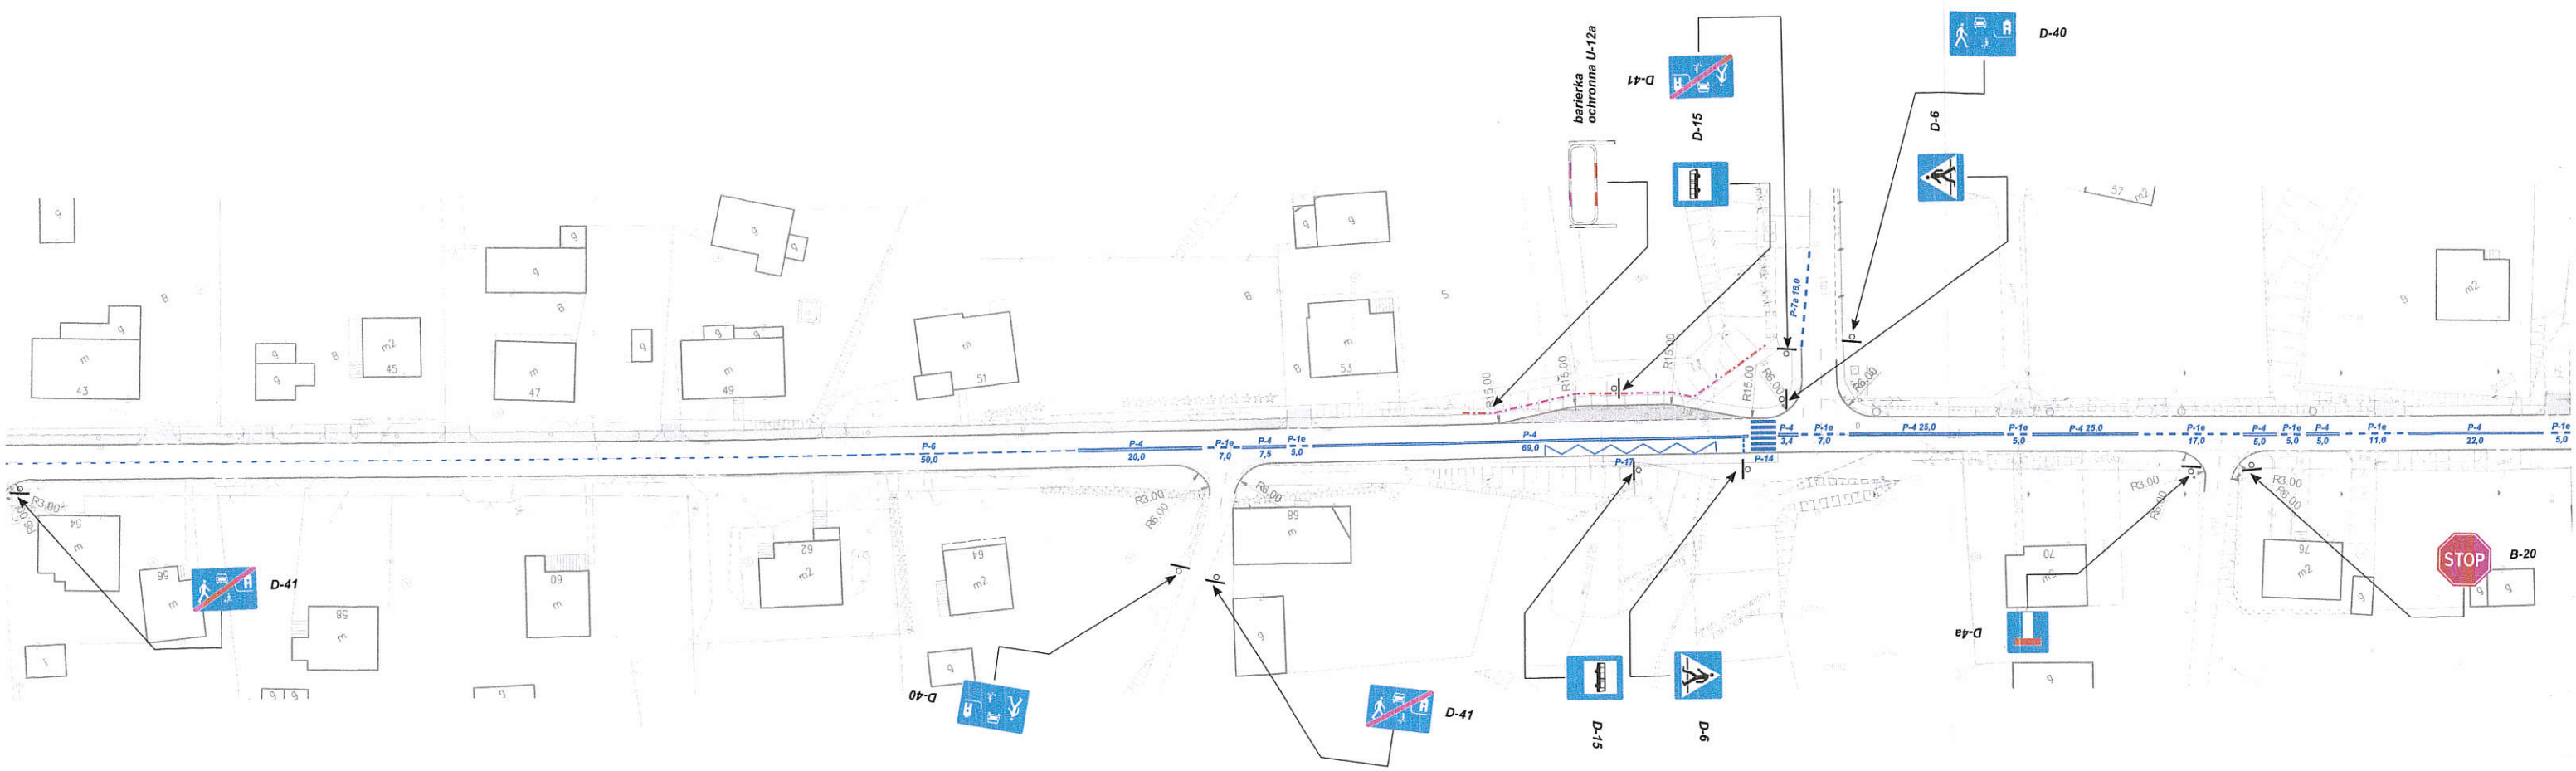 D-40
barierka
ochronna U-12a
D-41
D-15
D-6
57
m2
g
g
g
g
g
g
g
g
m2
P-7a 16,0
B
B
B
S
B
g
m
43
g
g
B
m2
45
m
47
g
g
g
m
49
m
51
m
53
B
R15.00
R15.00
R15.00
R15.00
R6.00
R6.00
P-6
50,0
P-4
20,0
P-1e
7,0
P-4
7,5
P-1e
5,0
P-4
69,0
P-17
P-14
P-4
3,4
P-1e
7,0
P-4 25,0
P-1e
5,0
P-4 25,0
P-1e
17,0
P-4
5,0
P-1e
5,0
P-4
5,0
P-1e
11,0
P-4
22,0
P-1e
5,0
R3.00
54
m
56
m
D-41
i
58
m
g
g
60
m
g
62
m2
64
m2
g
R3.00
R6.00
R6.00
68
m
g
D-40
D-41
D-15
D-6
R3.00
R6.00
70
m2
D-4a
g
R3.00
R6.00
76
m2
g
STOP
B-20
g
g